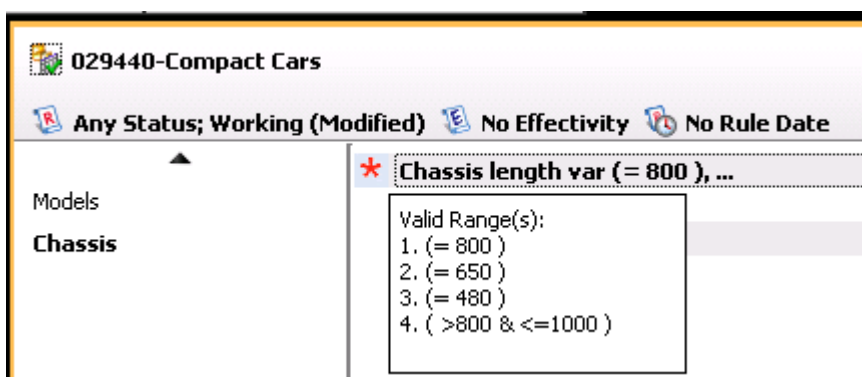 029440-Compact Cars
Any Status; Working (Modified) No Effectivity No Rule Date
Models
Chassis
Chassis length var (= 800 ), ...
Valid Range(s):
1. (= 800 )
2. (= 650 )
3. (= 480 )
4. ( >800 & <=1000 )